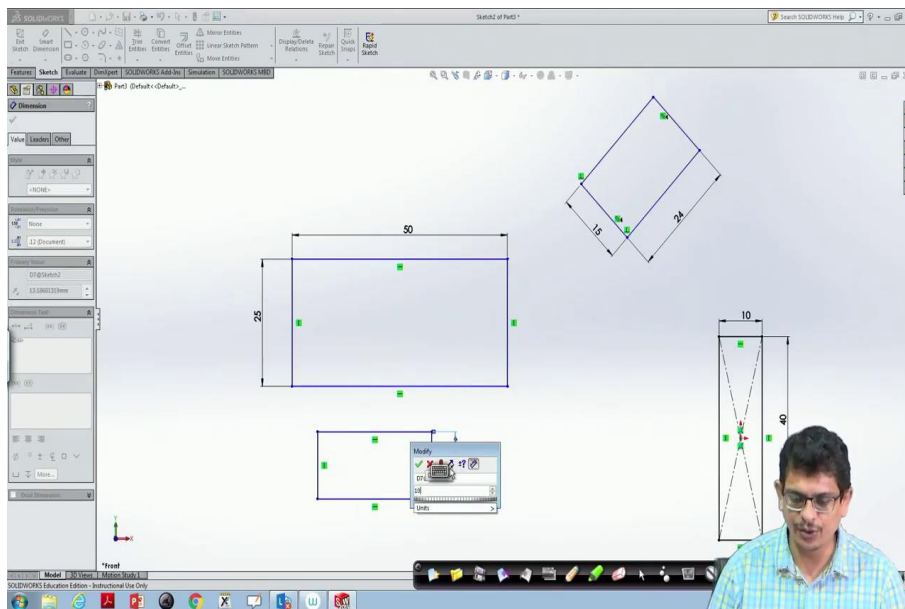 SOLIDWORKS
Sketch2 of Part3 *
Search SOLIDWORKS Help
Exit Sketch
Smart Dimension
Trim Entities
Convert Entities
Offset Entities
Mirror Entities
Linear Sketch Pattern
Move Entities
Display/Delete Relations
Repair Sketch
Quick Snaps
Rapid Sketch
Features Sketch Evaluate DimXpert SOLIDWORKS Add-Ins Simulation SOLIDWORKS MBD
Part3 (Default<<Default>_...
Dimension
Value Leaders Other
Style
<NONE>
None
.12 (Document)
Primary Value
D7@Sketch2
Dimension Text
More...
Dual Dimension
50
25
15
24
10
40
Modify
Units
Y
X
*Front
Model 3D Views Motion Study 1
SOLIDWORKS Education Edition - Instructional Use Only